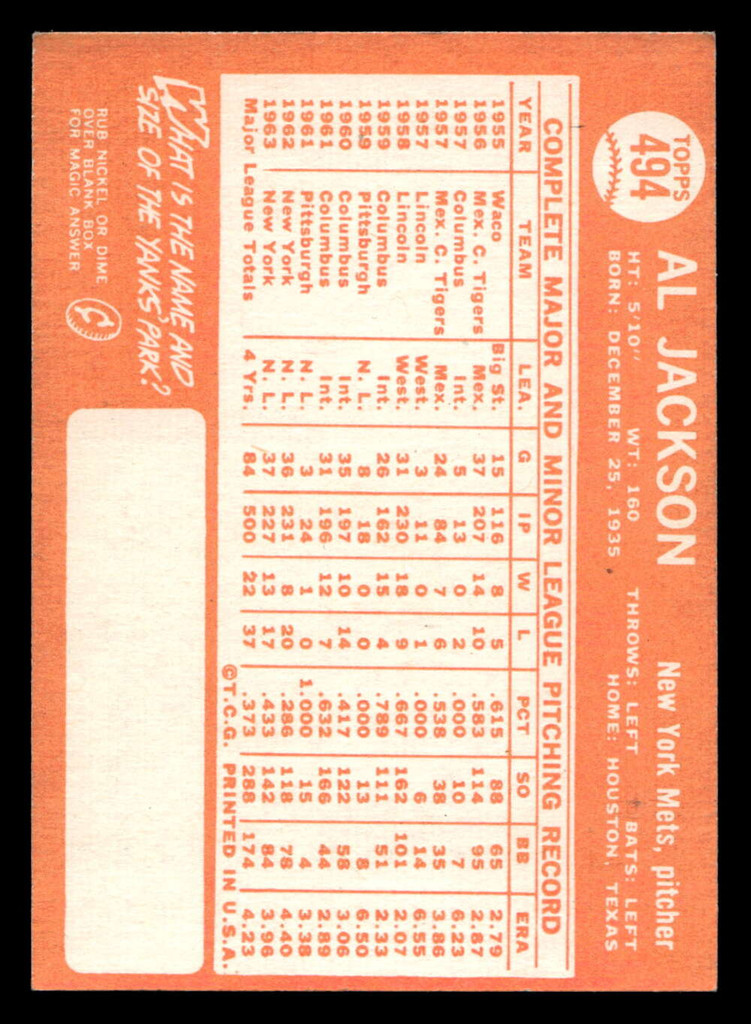 TOPPS
494
AL JACKSON New York Mets, pitcher
HT: 5'10" WT: 160 THROWS: LEFT BATS: LEFT
BORN: DECEMBER 25, 1935 HOME: HOUSTON, TEXAS
COMPLETE MAJOR AND MINOR LEAGUE PITCHING RECORD
YEAR TEAM LEA. G IP W L PCT SO BB ERA
1955 Waco Big St. 15 116 8 5 .615 88 65 2.79
1956 Mex. C. Tigers Mex. 37 207 14 10 .583 114 95 2.87
1957 Columbus Int. 5 13 0 2 .000 10 7 6.23
1957 Mex. C. Tigers Mex. 24 84 7 6 .538 38 35 3.86
1957 Lincoln West. 3 11 0 1 .000 6 14 6.55
1958 Lincoln West. 31 230 18 9 .667 162 101 2.07
1959 Columbus Int. 26 162 15 4 .789 111 51 2.33
1959 Pittsburgh N. L. 8 18 0 0 .000 13 8 6.50
1960 Columbus Int. 35 197 10 14 .417 122 58 3.06
1961 Columbus Int. 31 196 12 7 .632 166 44 2.89
1961 Pittsburgh N. L. 3 24 1 0 1.000 15 4 3.38
1962 New York N. L. 36 231 8 20 .286 118 78 4.40
1963 New York N. L. 37 227 13 17 .433 142 84 3.96
Major League Totals 4 Yrs. 84 500 22 37 .373 288 174 4.23
©T.C.G. PRINTED IN U.S.A.
WHAT IS THE NAME AND
SIZE OF THE YANKS' PARK?
RUB NICKEL OR DIME
OVER BLANK BOX
FOR MAGIC ANSWER